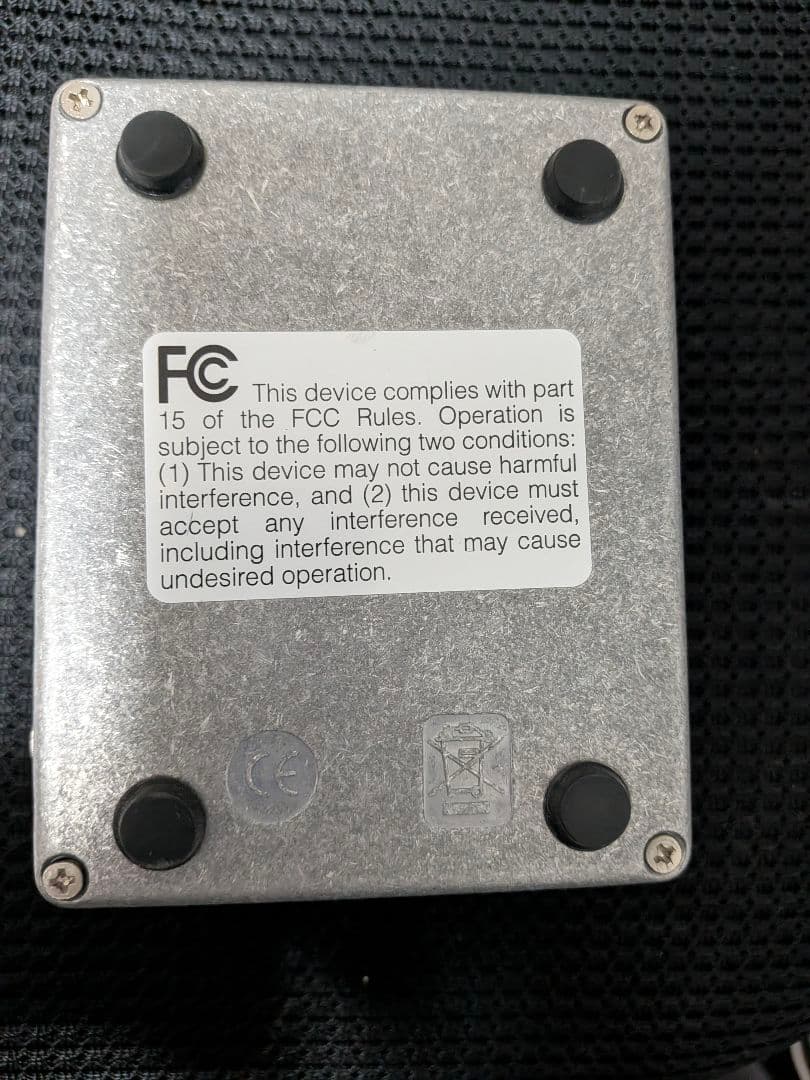 FC This device complies with part
15 of the FCC Rules. Operation is
subject to the following two conditions:
(1) This device may not cause harmful
interference, and (2) this device must
accept any interference received,
including interference that may cause
undesired operation.
CE